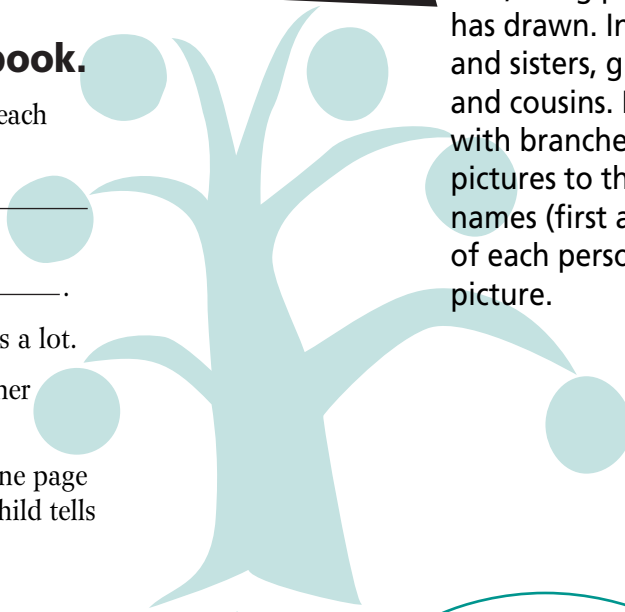 book.
each
.
s a lot.
her
ne page
hild tells
has drawn. In
and sisters, g
and cousins.
with branche
pictures to th
names (first a
of each perso
picture.